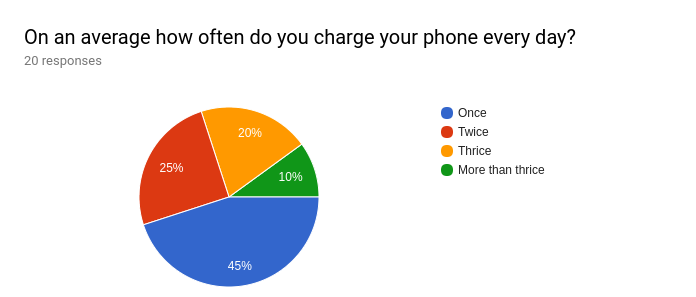 On an average how often do you charge your phone every day?
20 responses
Once
Twice
Thrice
More than thrice
20%
25%
10%
45%